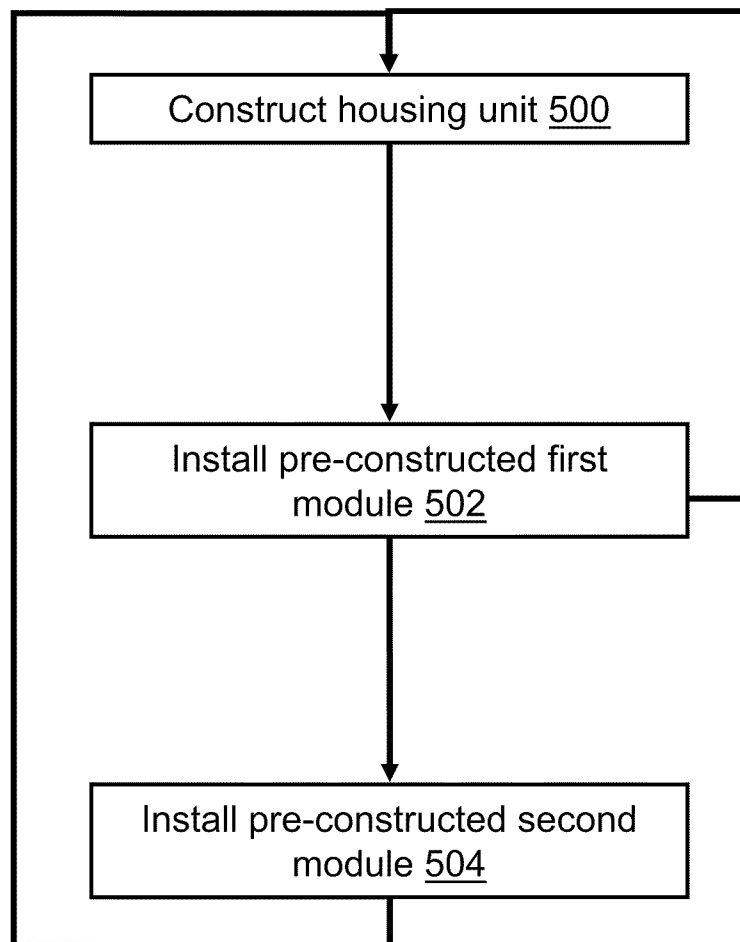 Construct housing unit 500
Install pre-constructed first
module 502
Install pre-constructed second
module 504